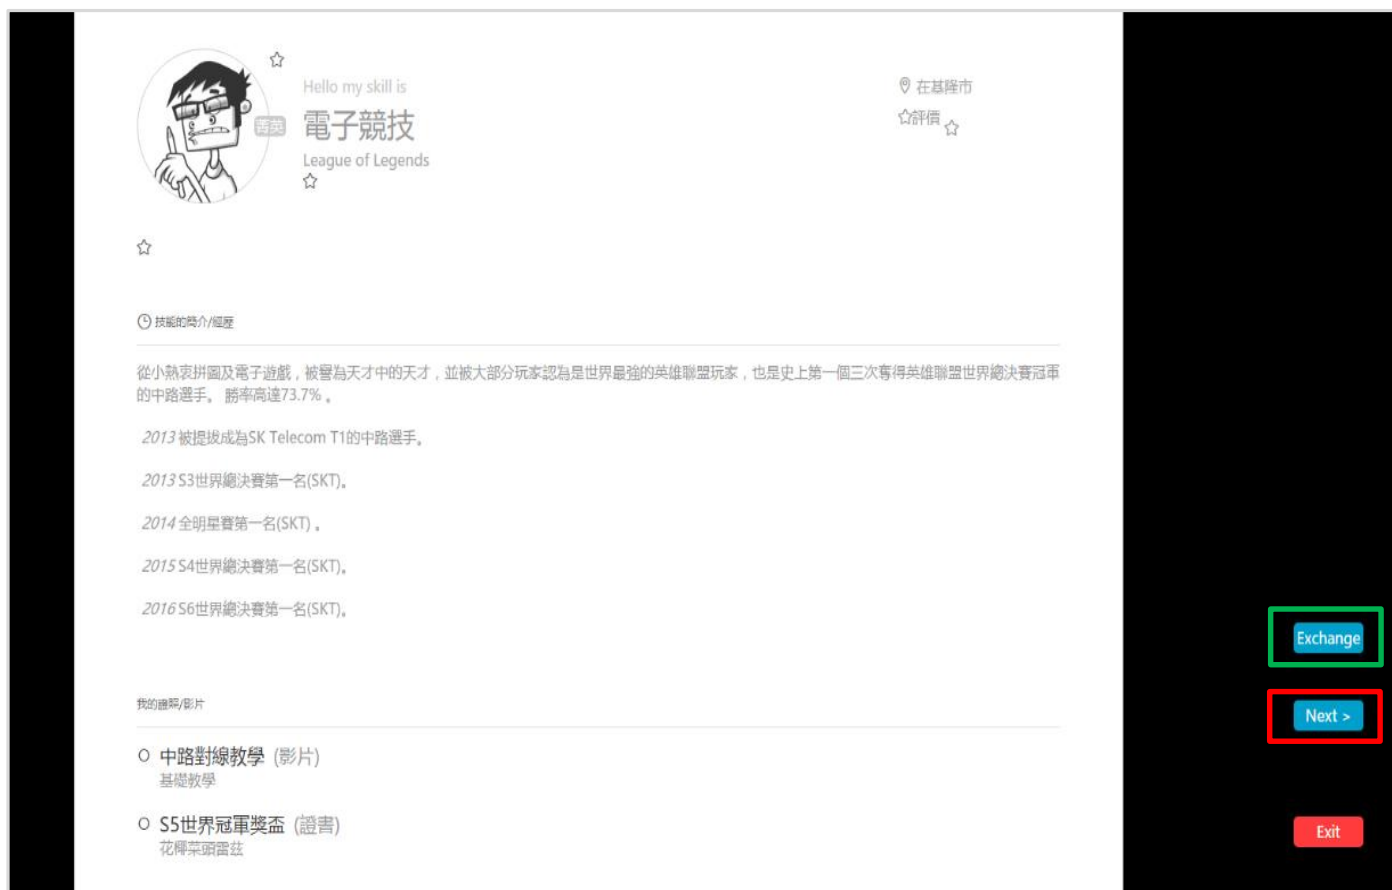 Hello my skill is
菁英
電子競技
League of Legends
在基隆市
評價
技能的簡介/經歷
從小熱衷拼圖及電子遊戲，被譽為天才中的天才，並被大部分玩家認為是世界最強的英雄聯盟玩家，也是史上第一個三次奪得英雄聯盟世界總決賽冠軍
的中路選手。 勝率高達73.7% 。
2013 被提拔成為SK Telecom T1的中路選手。
2013 S3世界總決賽第一名(SKT)。
2014 全明星賽第一名(SKT) 。
2015 S4世界總決賽第一名(SKT)。
2016 S6世界總決賽第一名(SKT)。
我的證照/影片
中路對線教學 (影片)
基礎教學
S5世界冠軍獎盃 (證書)
花椰菜頭雷茲
Exchange
Next >
Exit